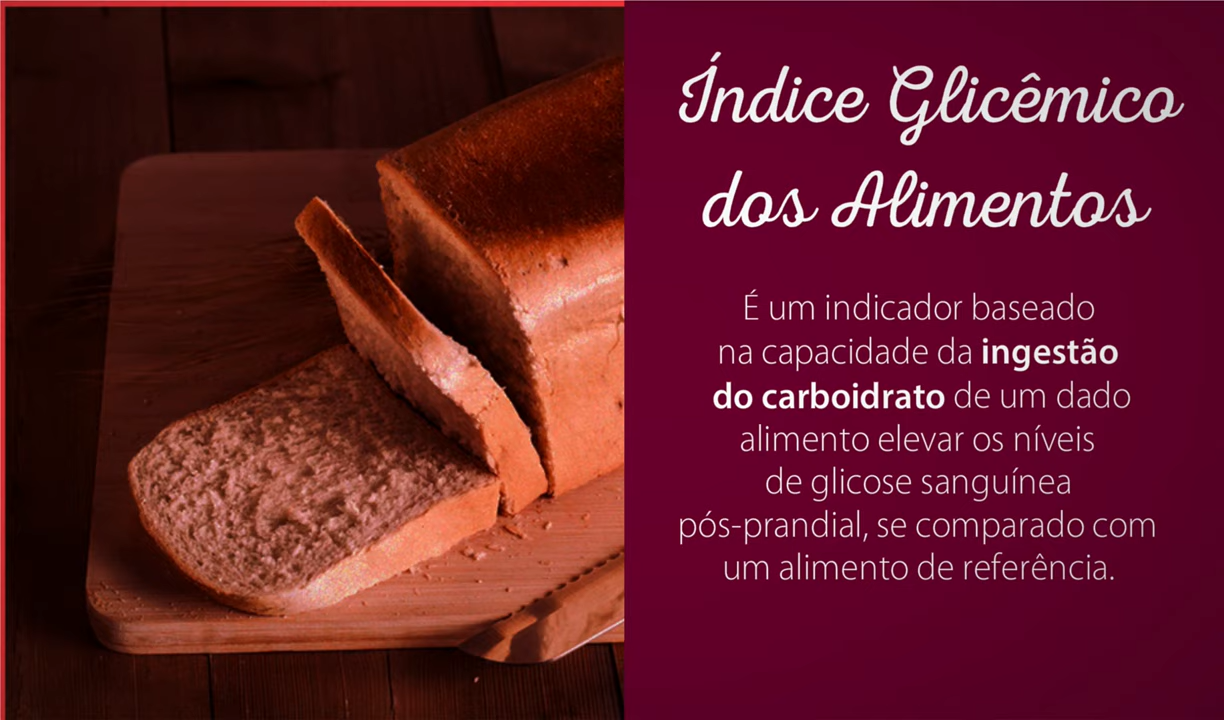 Índice Glicêmico
dos Alimentos
É um indicador baseado
na capacidade da ingestão
do carboidrato de um dado
alimento elevar os níveis
de glicose sanguínea
pós-prandial, se comparado com
um alimento de referência.